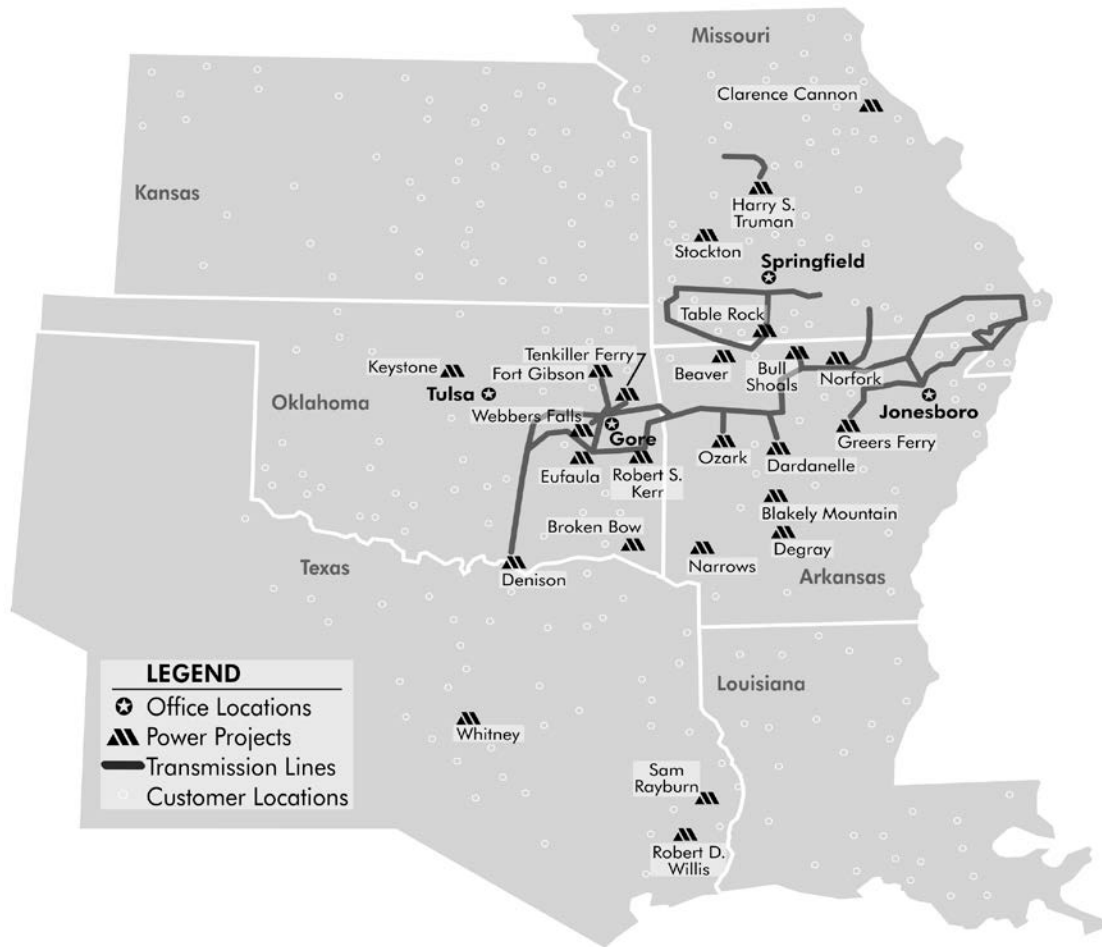 Missouri
Clarence Cannon
Kansas
Harry S.
Truman
Stockton
Springfield
Table Rock
Tenkiller Ferry
Keystone
Fort Gibson
Beaver
Bull
Shoals
Norfork
Tulsa
Oklahoma
Webbers Falls
Jonesboro
Gore
Greers Ferry
Ozark
Dardanelle
Eufaula
Robert S.
Kerr
Blakely Mountain
Broken Bow
Degray
Narrows
Texas
Denison
Arkansas
LEGEND
Office Locations
Power Projects
Transmission Lines
Customer Locations
Louisiana
Whitney
Sam
Rayburn
Robert D.
Willis